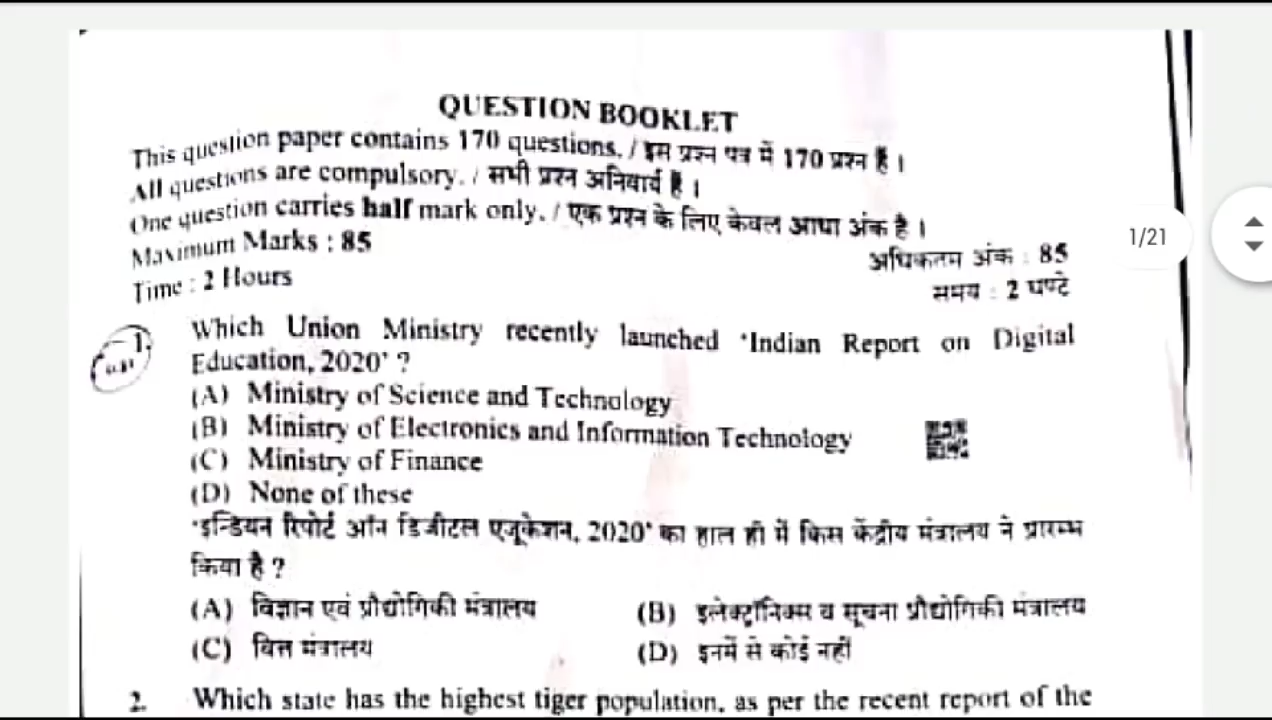 QUESTION BOOKLET
This question paper contains 170 questions. / इस प्रश्न पत्र में 170 प्रश्न हैं ।
All questions are compulsory. / सभी प्रश्न अनिवार्य हैं ।
One question carries half mark only. / एक प्रश्न के लिए केवल आधा अंक है ।
Maximum Marks : 85 अधिकतम अंक : 85
Time : 2 Hours समय : 2 घण्टे
1/21
1. Which Union Ministry recently launched 'Indian Report on Digital
Education, 2020' ?
(A) Ministry of Science and Technology
(B) Ministry of Electronics and Information Technology
(C) Ministry of Finance
(D) None of these
'इन्डियन रिपोर्ट ऑन डिजीटल एजूकेशन, 2020' का हाल ही में किस केंद्रीय मंत्रालय ने प्रारम्भ
किया है ?
(A) विज्ञान एवं प्रौद्योगिकी मंत्रालय (B) इलेक्ट्रॉनिक्स व सूचना प्रौद्योगिकी मंत्रालय
(C) वित्त मंत्रालय (D) इनमें से कोई नहीं
2. Which state has the highest tiger population, as per the recent report of the